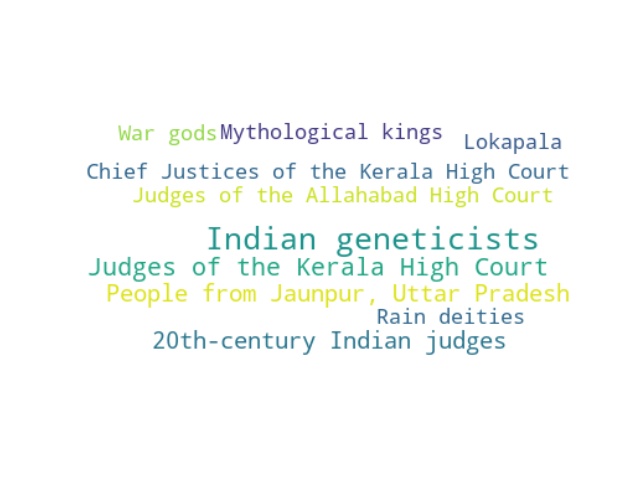 War gods Mythological kings Lokapala
Chief Justices of the Kerala High Court
Judges of the Allahabad High Court
Indian geneticists
Judges of the Kerala High Court
People from Jaunpur, Uttar Pradesh
Rain deities
20th-century Indian judges